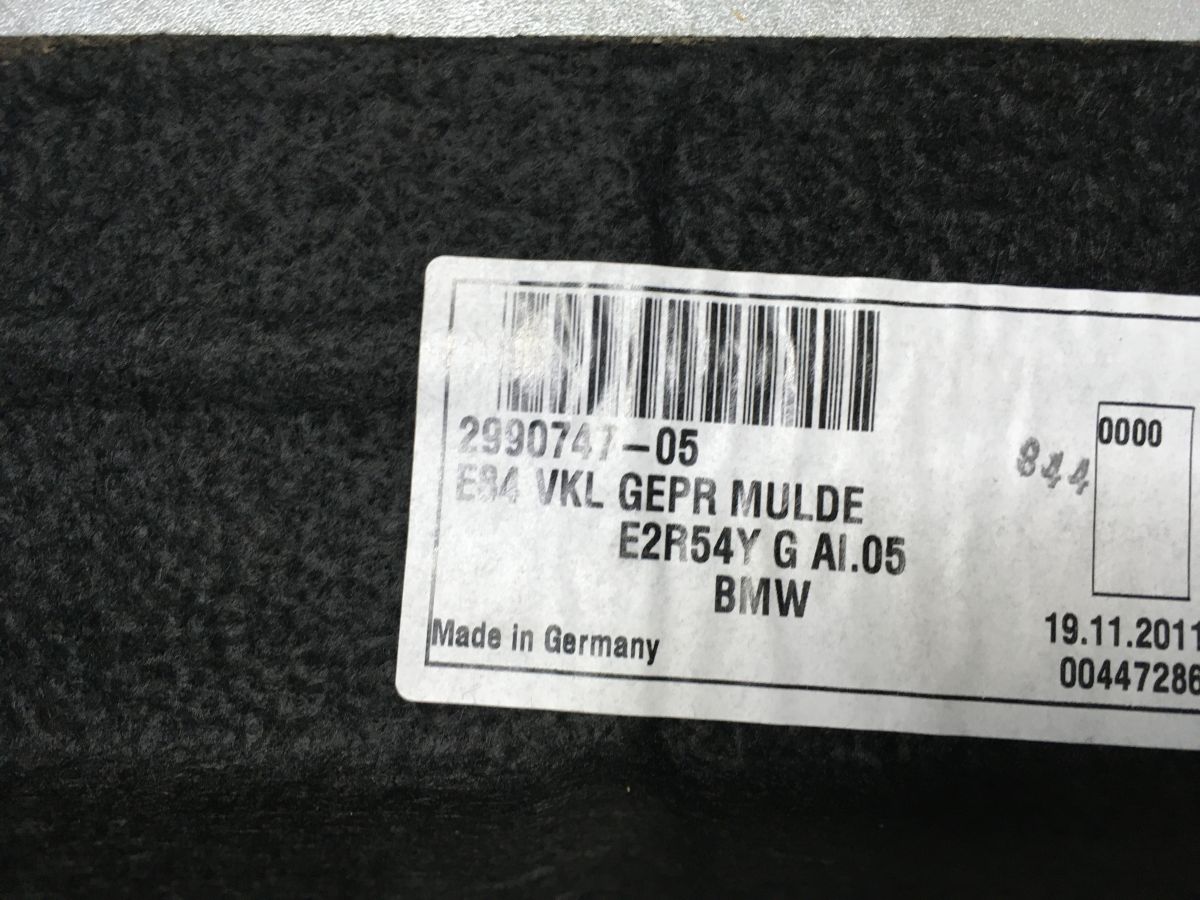 2990747-05
E84 VKL GEPR MULDE
E2R54Y G AI.05
BMW
Made in Germany
844
0000
19.11.2011
00447286